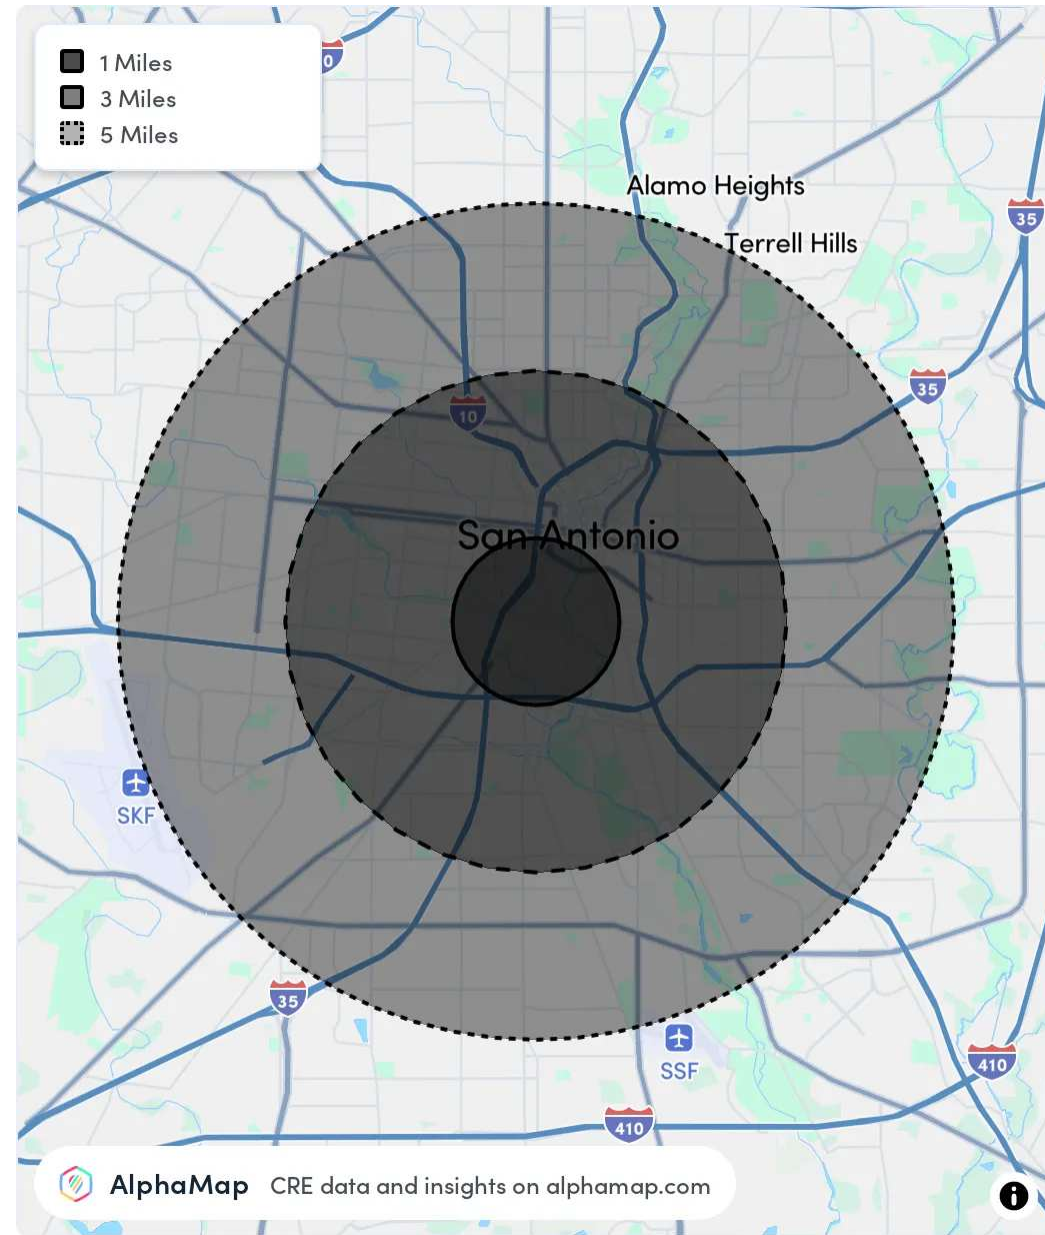 1 Miles
3 Miles
5 Miles
0
Alamo Heights
35
Terrell Hills
35
10
San Antonio
SKF
35
SSF
410
410
AlphaMap CRE data and insights on alphamap.com